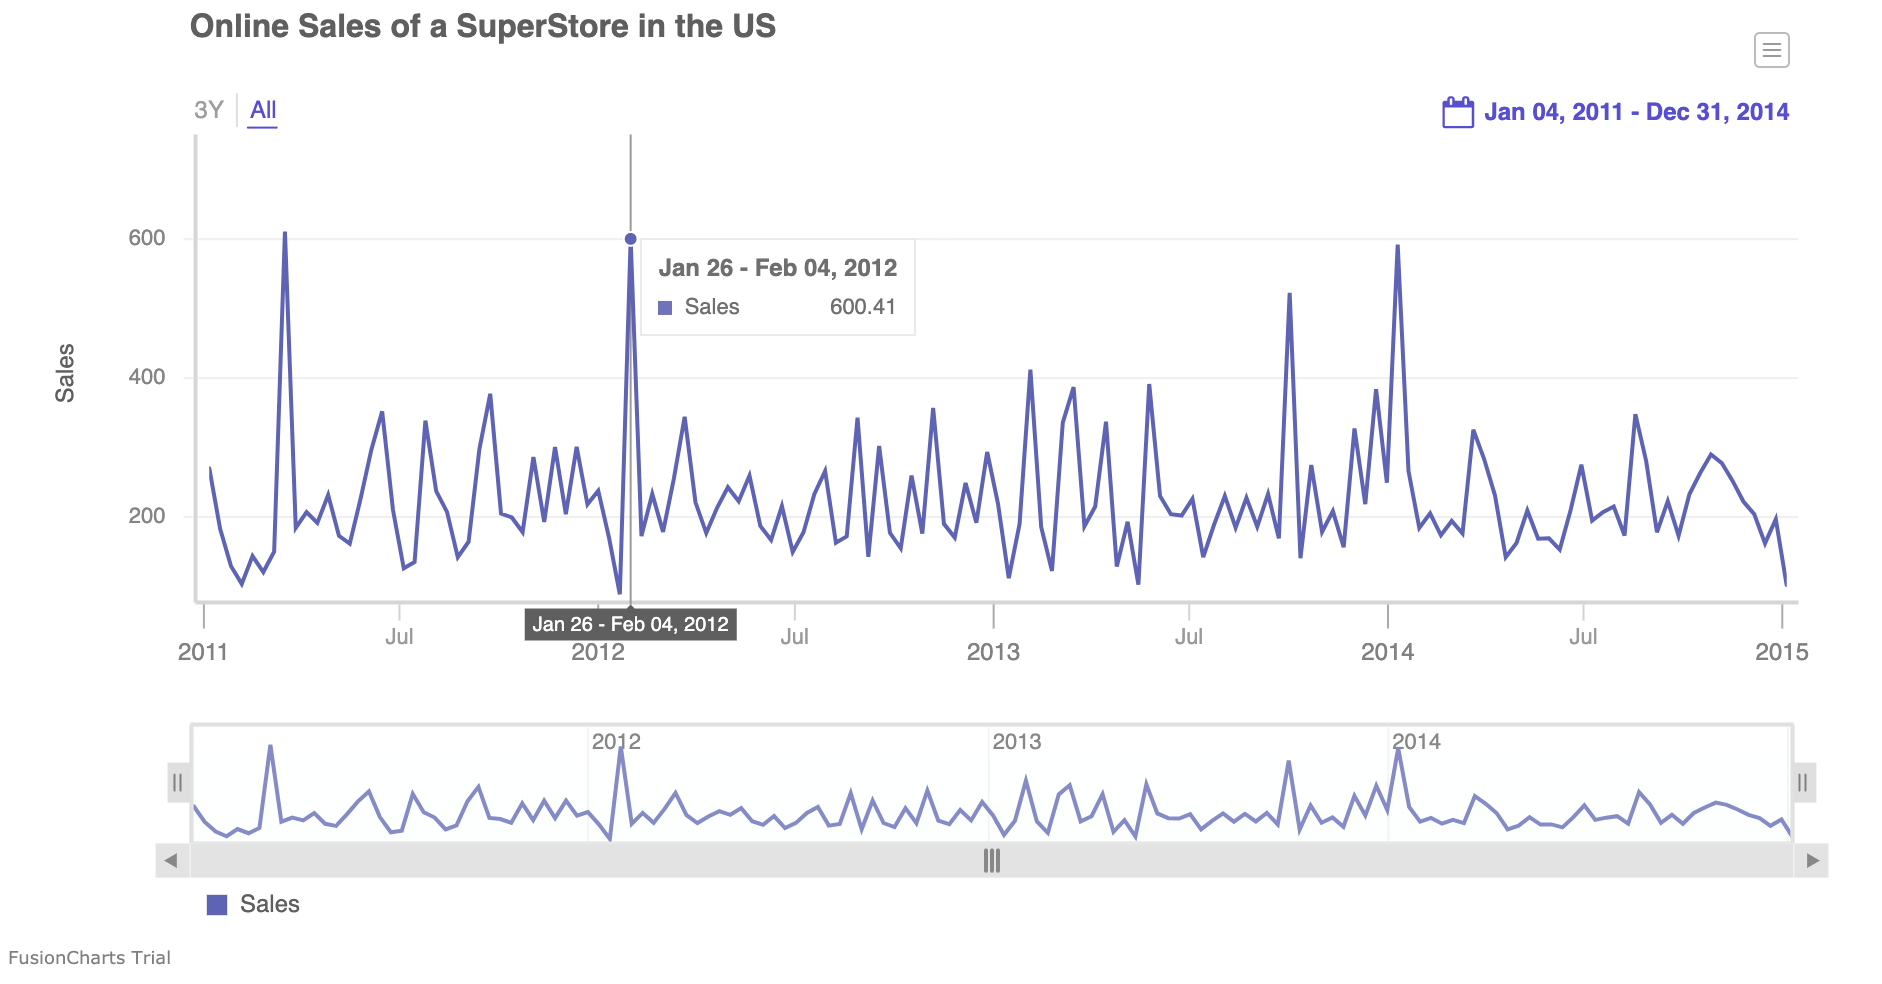 Online Sales of a SuperStore in the US
3Y All
Jan 04, 2011 - Dec 31, 2014
600
400
200
Sales
Jan 26 - Feb 04, 2012
Sales 600.41
Jan 26 - Feb 04, 2012
Jul Jul Jul Jul
2011 2012 2013 2014 2015
2012 2013 2014
Sales
FusionCharts Trial